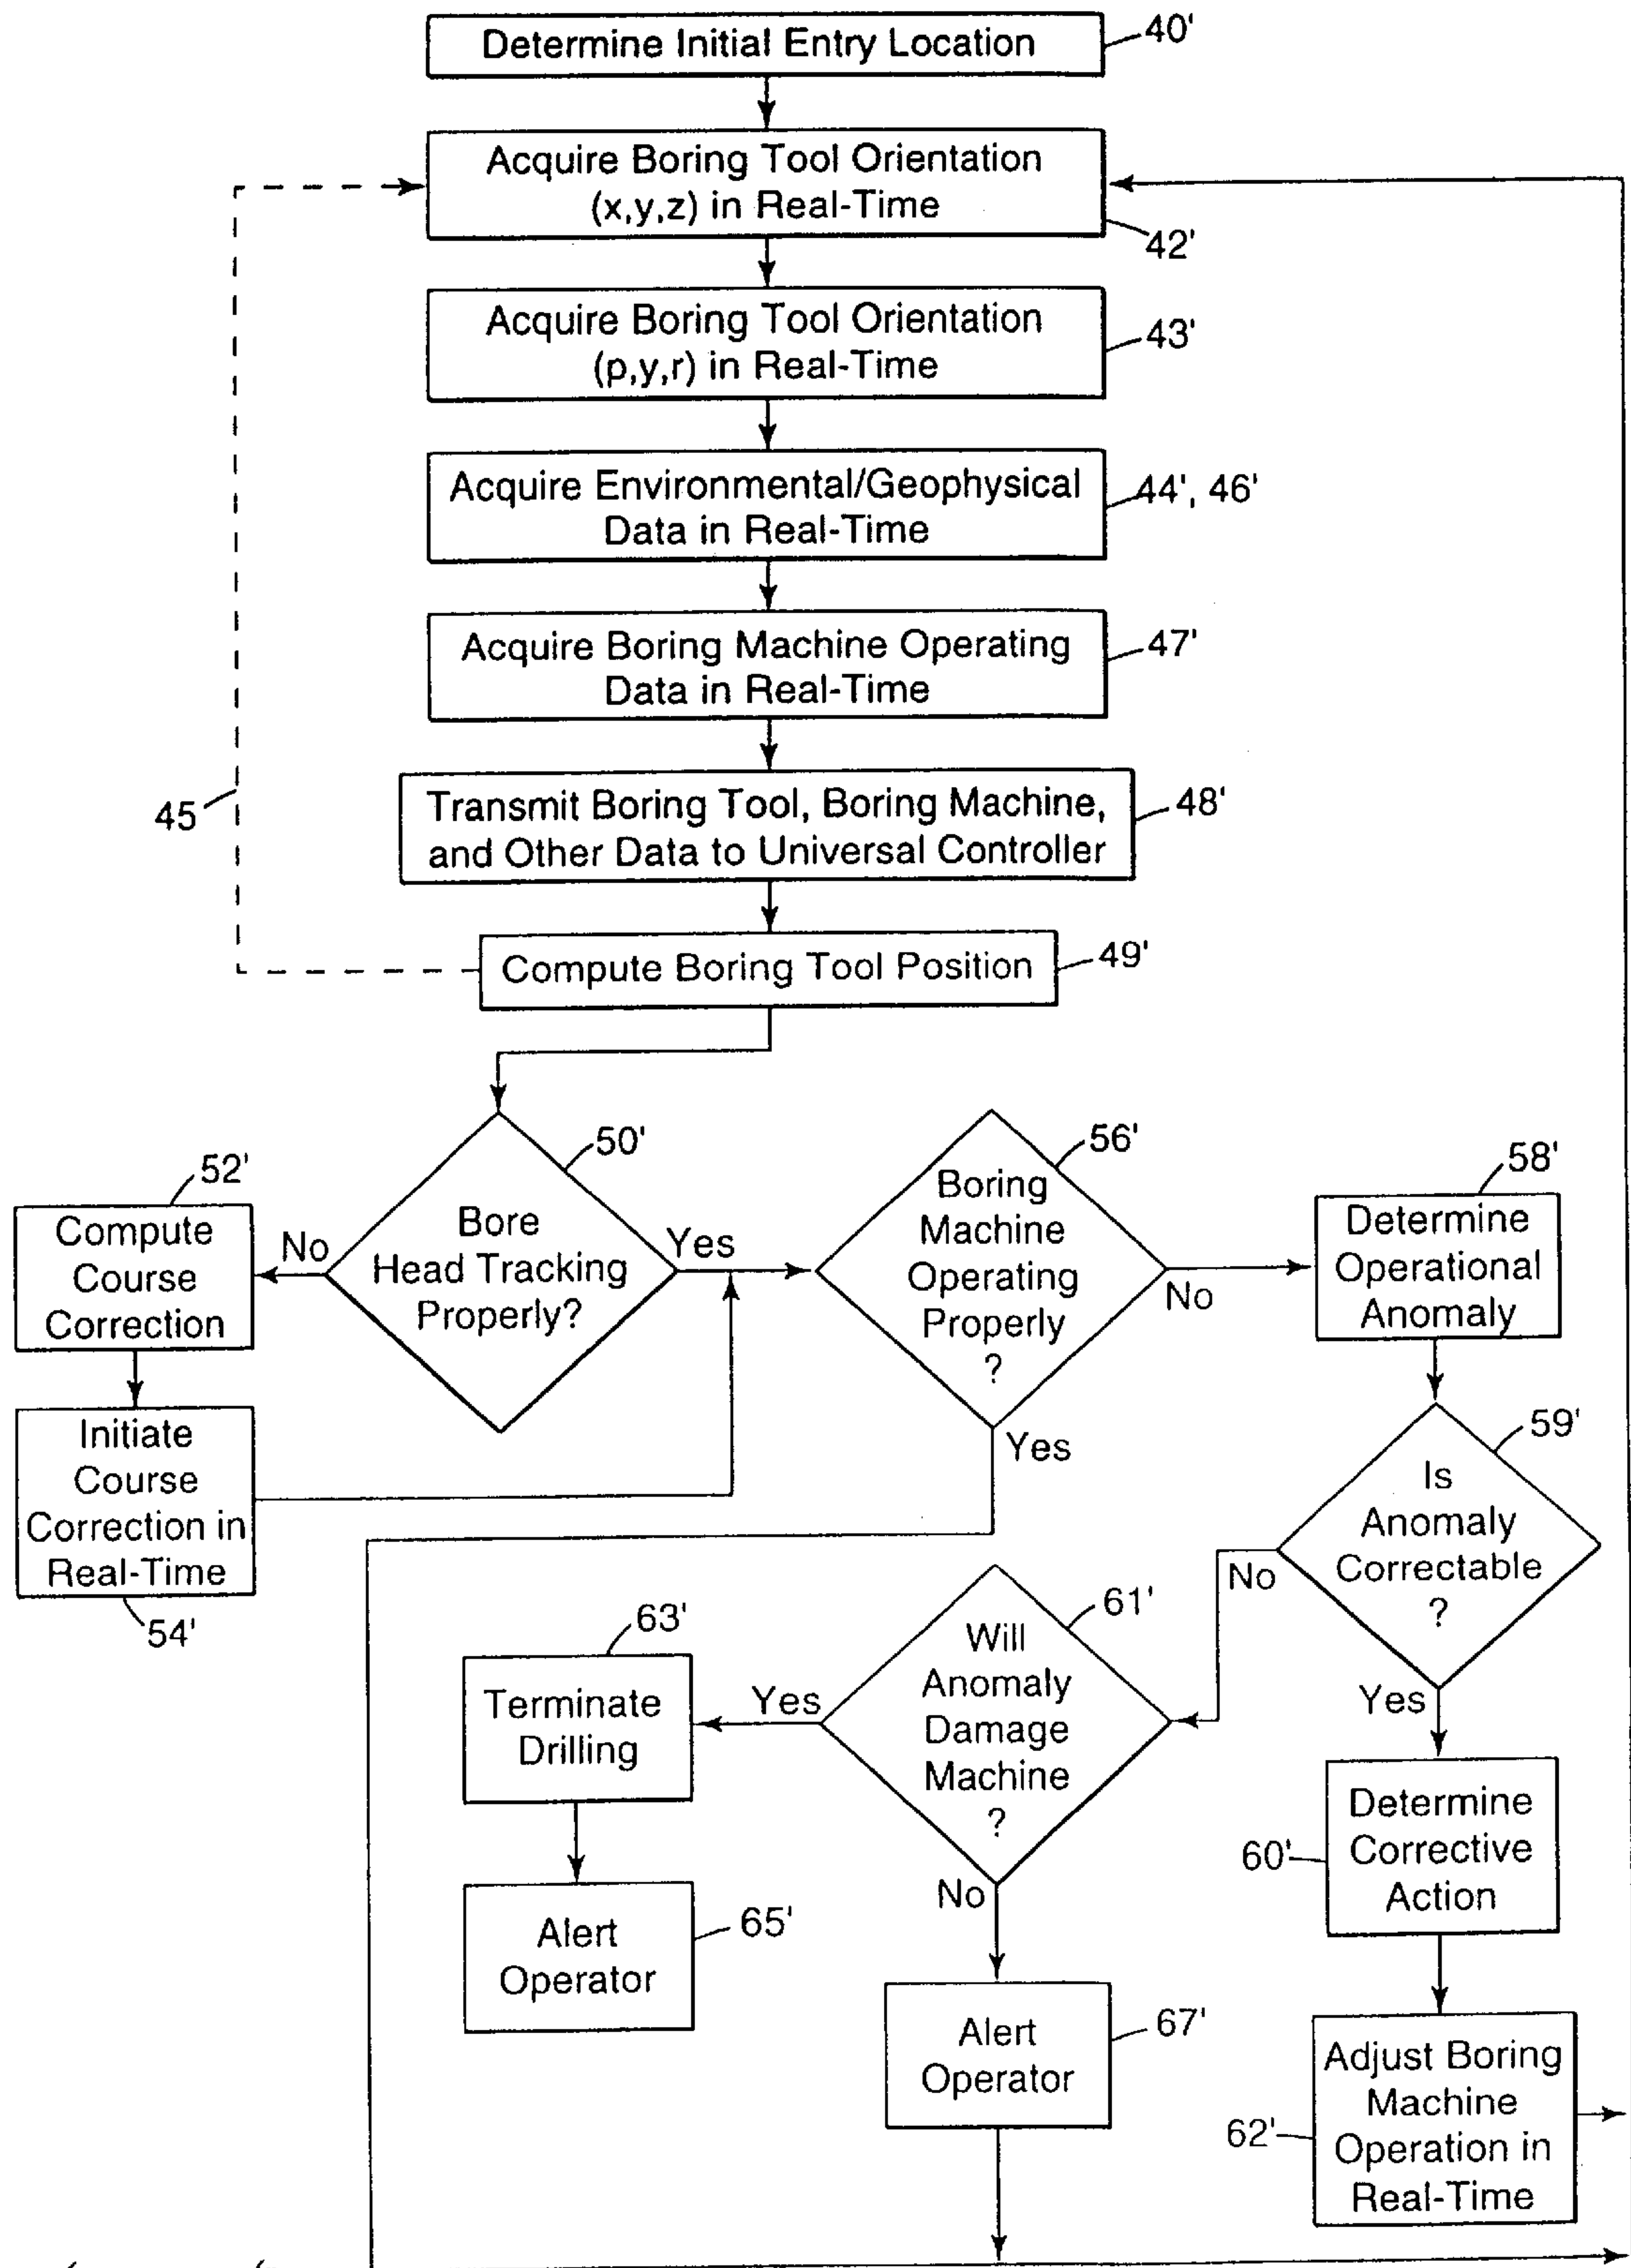 Determine Initial Entry Location
40'
Acquire Boring Tool Orientation
(x,y,z) in Real-Time
42'
Acquire Boring Tool Orientation
(p,y,r) in Real-Time
43'
Acquire Environmental/Geophysical
Data in Real-Time
44', 46'
Acquire Boring Machine Operating
Data in Real-Time
47'
45
Transmit Boring Tool, Boring Machine,
and Other Data to Universal Controller
48'
Compute Boring Tool Position
49'
50'
Bore
Head Tracking
Properly?
No
Yes
52'
Compute
Course
Correction
Initiate
Course
Correction in
Real-Time
54'
56'
Boring
Machine
Operating
Properly
?
No
Yes
58'
Determine
Operational
Anomaly
59'
Is
Anomaly
Correctable
?
No
Yes
61'
Will
Anomaly
Damage
Machine
?
Yes
No
63'
Terminate
Drilling
Alert
Operator
65'
Alert
Operator
67'
60'
Determine
Corrective
Action
62'
Adjust Boring
Machine
Operation in
Real-Time